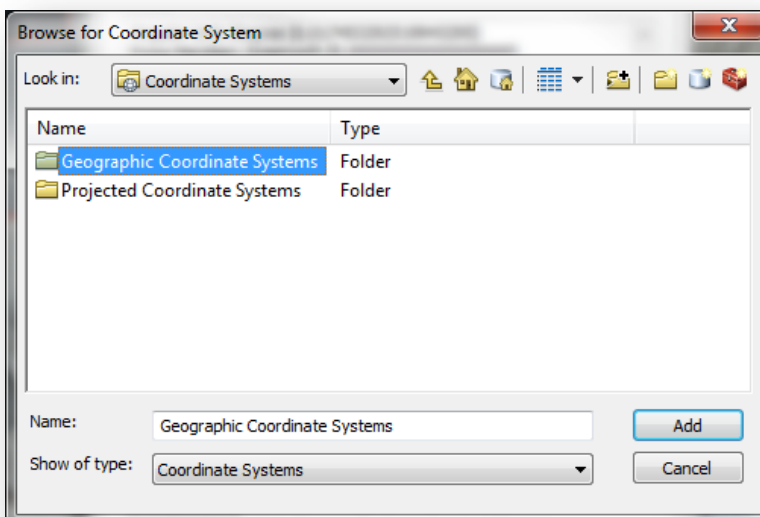 Browse for Coordinate System
Look in: Coordinate Systems
Name Type
Geographic Coordinate Systems Folder
Projected Coordinate Systems Folder
Name: Geographic Coordinate Systems Add
Show of type: Coordinate Systems Cancel